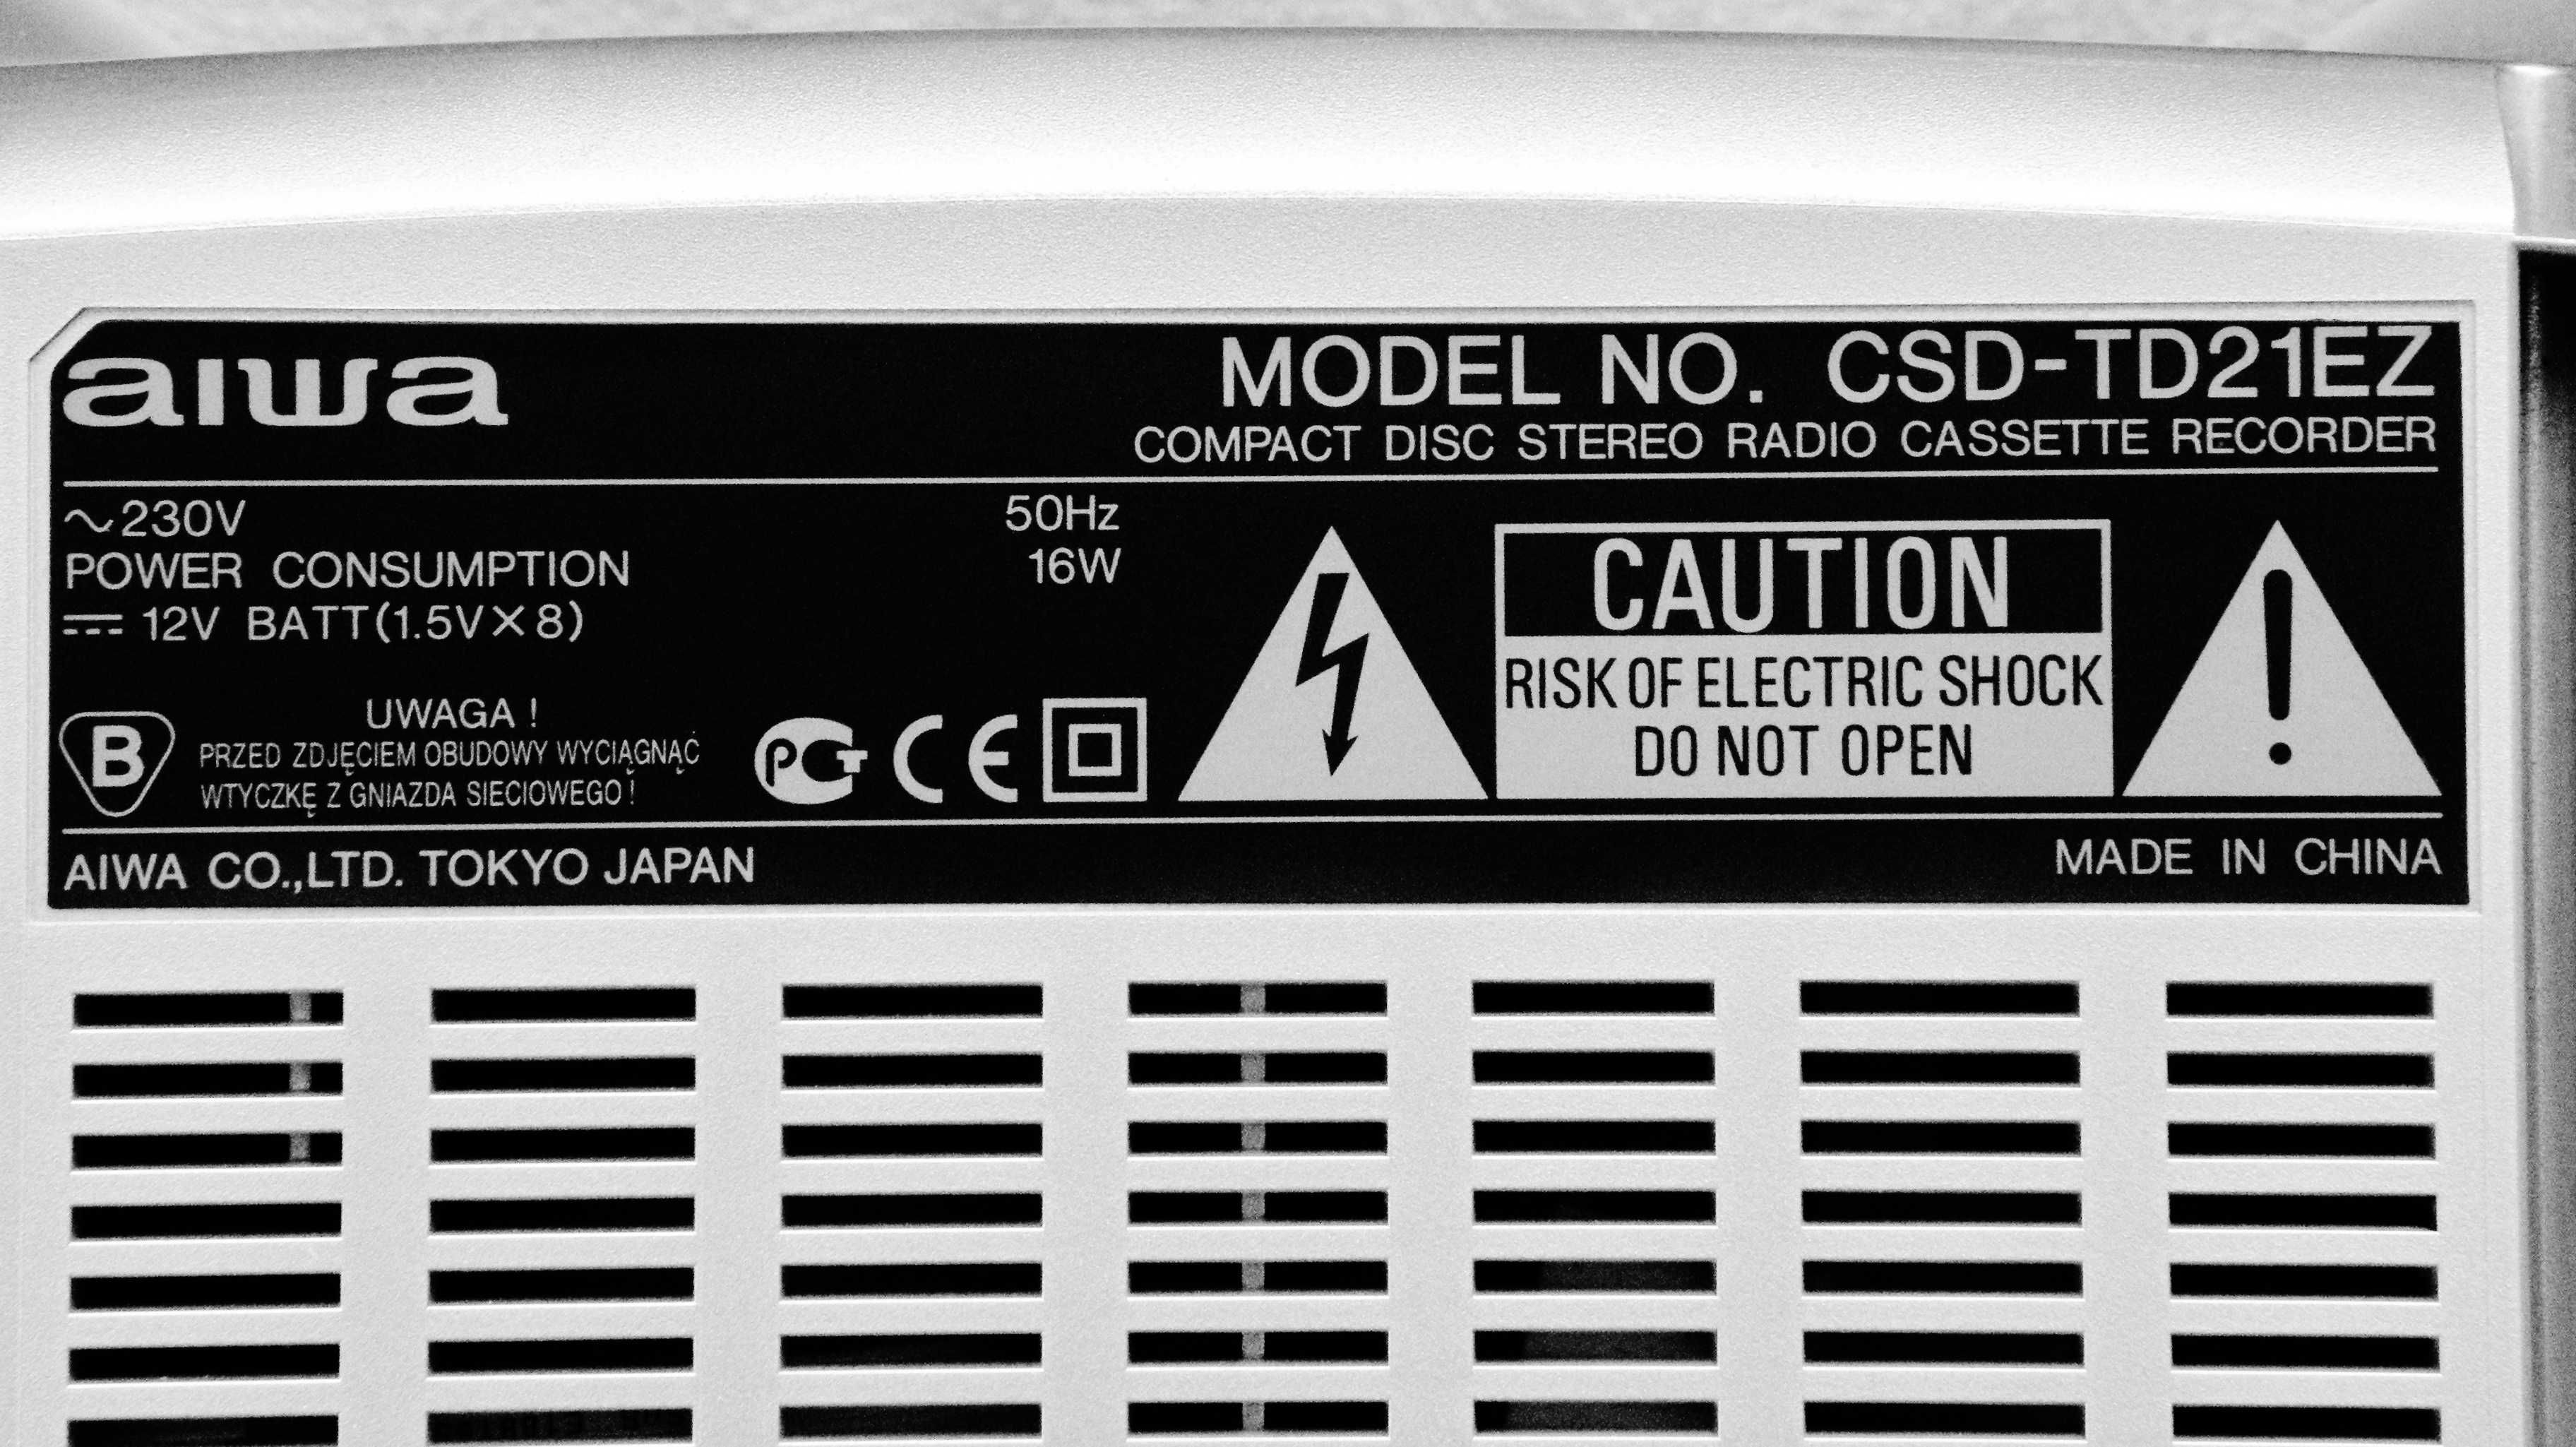 aiwa
MODEL NO. CSD-TD21EZ
COMPACT DISC STEREO RADIO CASSETTE RECORDER
~230V 50Hz
POWER CONSUMPTION 16W
⎓ 12V BATT(1.5V×8)
UWAGA !
B PRZED ZDJĘCIEM OBUDOWY WYCIĄGNĄĆ
WTYCZKĘ Z GNIAZDA SIECIOWEGO !
РСТ CE
CAUTION
RISK OF ELECTRIC SHOCK
DO NOT OPEN
AIWA CO.,LTD. TOKYO JAPAN
MADE IN CHINA